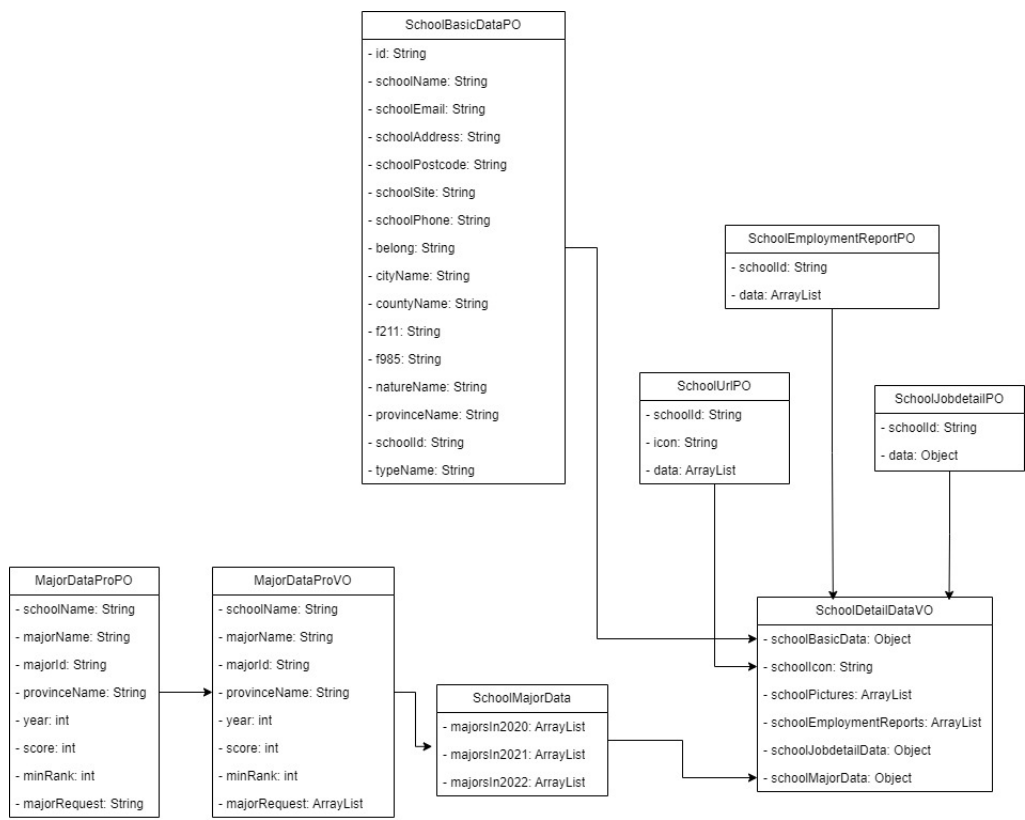 SchoolBasicDataPO
- id: String
- schoolName: String
- schoolEmail: String
- schoolAddress: String
- schoolPostcode: String
- schoolSite: String
- schoolPhone: String
- belong: String
- cityName: String
- countyName: String
- f211: String
- f985: String
- natureName: String
- provinceName: String
- schoolId: String
- typeName: String
SchoolEmploymentReportPO
- schoolId: String
- data: ArrayList
SchoolUrlPO
- schoolId: String
- icon: String
- data: ArrayList
SchoolJobdetailPO
- schoolId: String
- data: Object
MajorDataProPO
- schoolName: String
- majorName: String
- majorId: String
- provinceName: String
- year: int
- score: int
- minRank: int
- majorRequest: String
MajorDataProVO
- schoolName: String
- majorName: String
- majorId: String
- provinceName: String
- year: int
- score: int
- minRank: int
- majorRequest: ArrayList
SchoolMajorData
- majorsIn2020: ArrayList
- majorsIn2021: ArrayList
- majorsIn2022: ArrayList
SchoolDetailDataVO
- schoolBasicData: Object
- schoolIcon: String
- schoolPictures: ArrayList
- schoolEmploymentReports: ArrayList
- schoolJobdetailData: Object
- schoolMajorData: Object